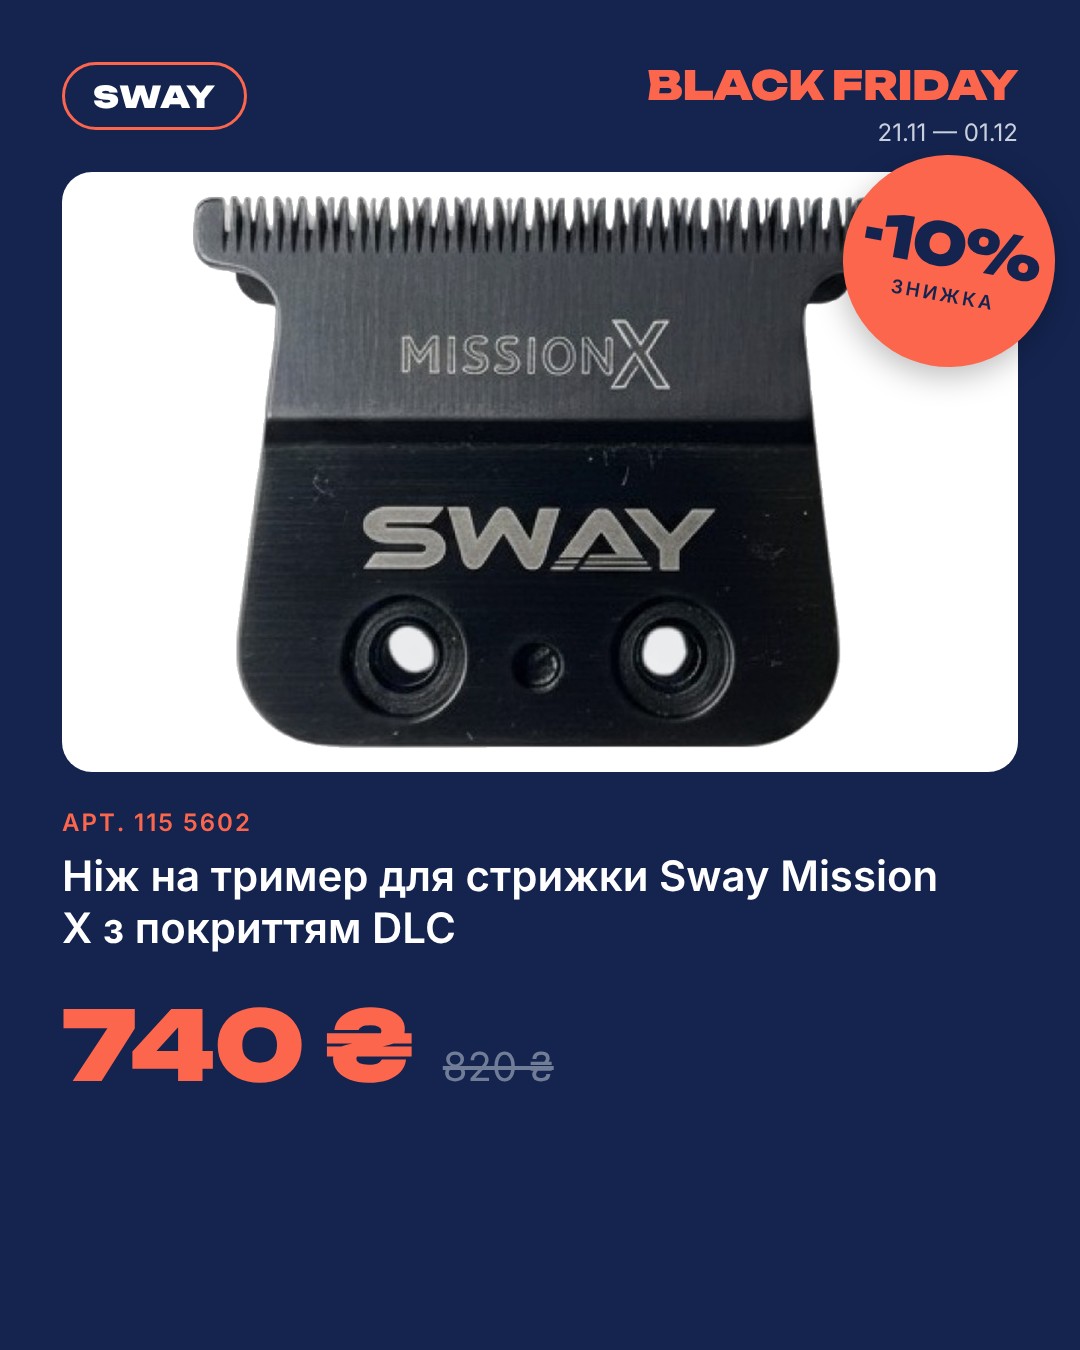 SWAY
BLACK FRIDAY
21.11 — 01.12
-10%
ЗНИЖКА
MISSIONX
SWAY
АРТ. 115 5602
Ніж на тример для стрижки Sway Mission
X з покриттям DLC
740 ₴ 820 ₴